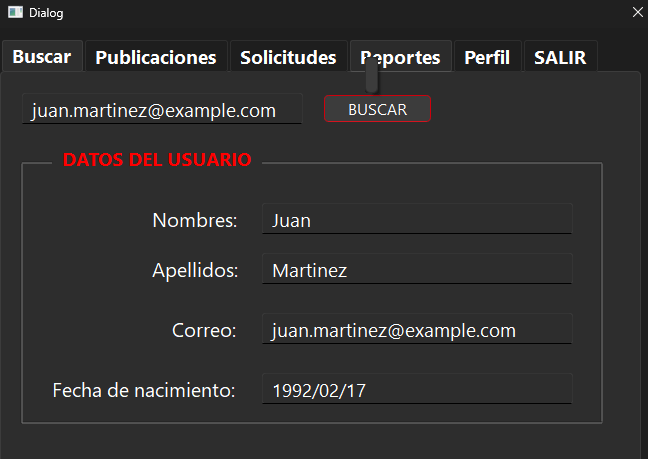 Dialog
Buscar Publicaciones Solicitudes Reportes Perfil SALIR
juan.martinez@example.com BUSCAR
DATOS DEL USUARIO
Nombres: Juan
Apellidos: Martinez
Correo: juan.martinez@example.com
Fecha de nacimiento: 1992/02/17